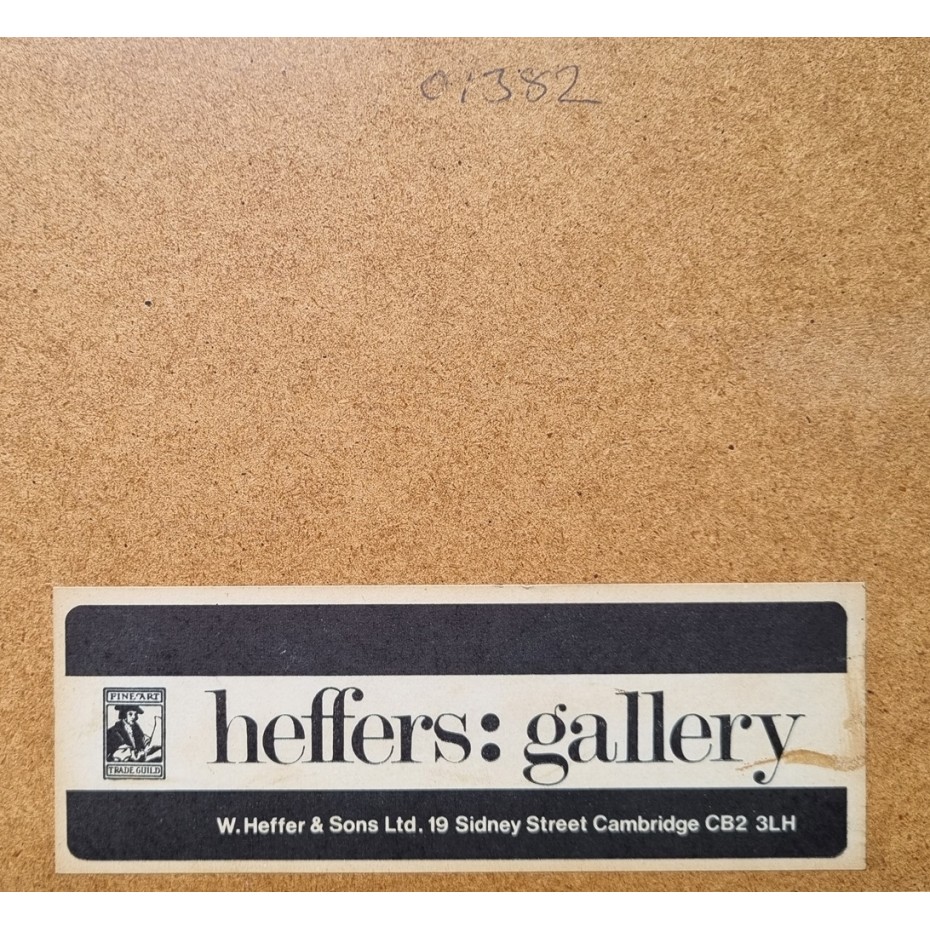 01382
FINE ART
TRADE GUILD
heffers: gallery
W. Heffer & Sons Ltd. 19 Sidney Street Cambridge CB2 3LH